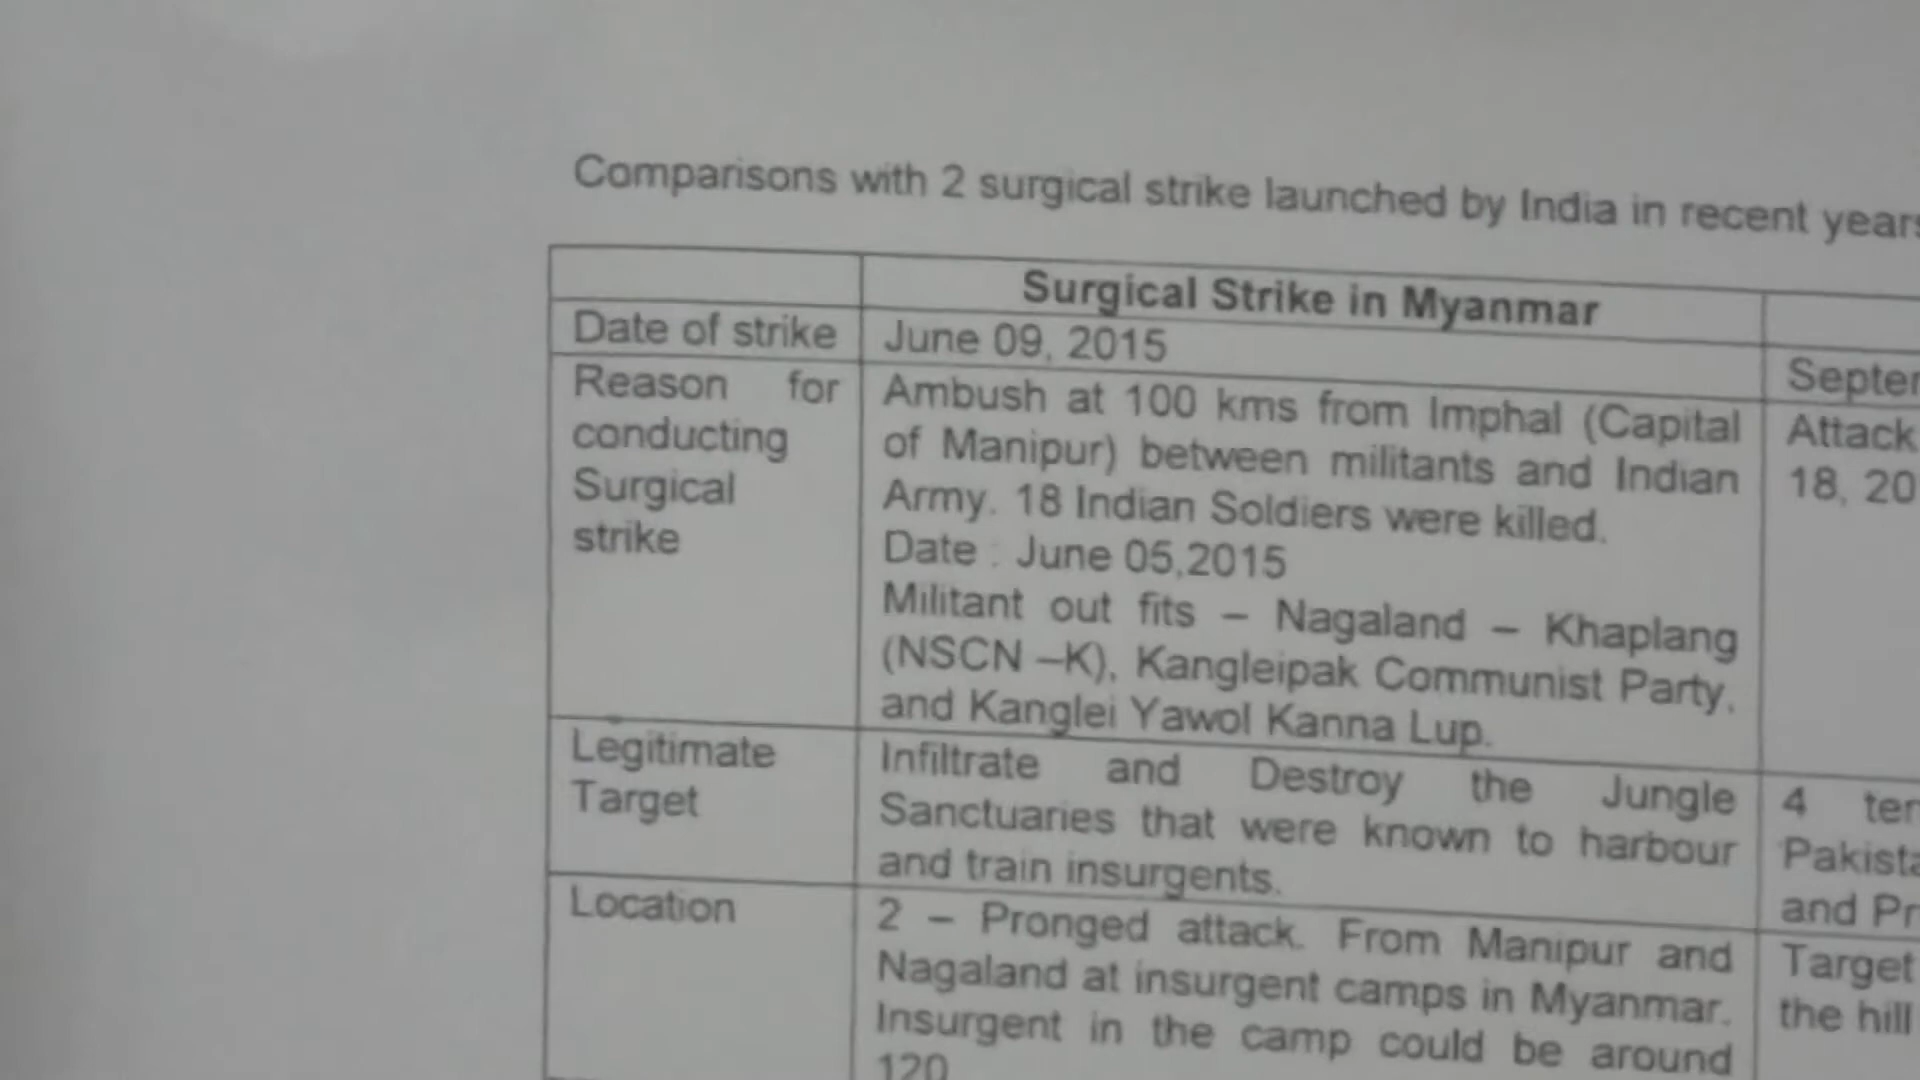 Comparisons with 2 surgical strike launched by India in recent years
Surgical Strike in Myanmar
Date of strike
June 09, 2015
Reason for
conducting
Surgical
strike
Ambush at 100 kms from Imphal (Capital
of Manipur) between militants and Indian
Army. 18 Indian Soldiers were killed.
Date : June 05,2015
Militant out fits – Nagaland – Khaplang
(NSCN –K), Kangleipak Communist Party,
and Kanglei Yawol Kanna Lup.
Attack
18, 20
Legitimate
Target
Infiltrate and Destroy the Jungle
Sanctuaries that were known to harbour
and train insurgents.
4
and
Location
2 – Pronged attack. From Manipur and
Nagaland at insurgent camps in Myanmar.
Insurgent in the camp could be around
120
Target
the hill